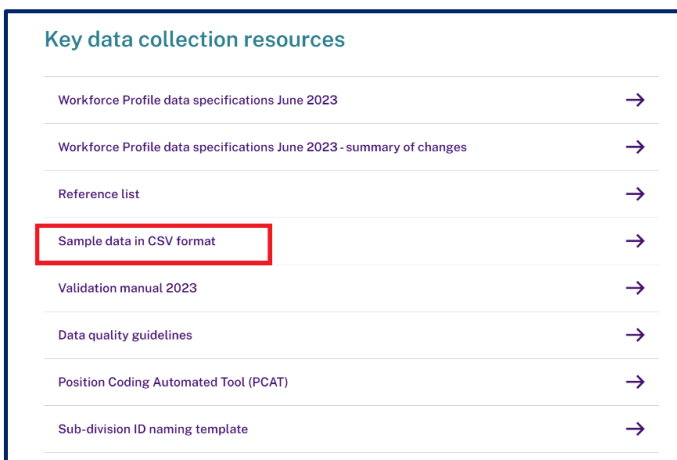 Key data collection resources
Workforce Profile data specifications June 2023
Workforce Profile data specifications June 2023 - summary of changes
Reference list
Sample data in CSV format
Validation manual 2023
Data quality guidelines
Position Coding Automated Tool (PCAT)
Sub-division ID naming template